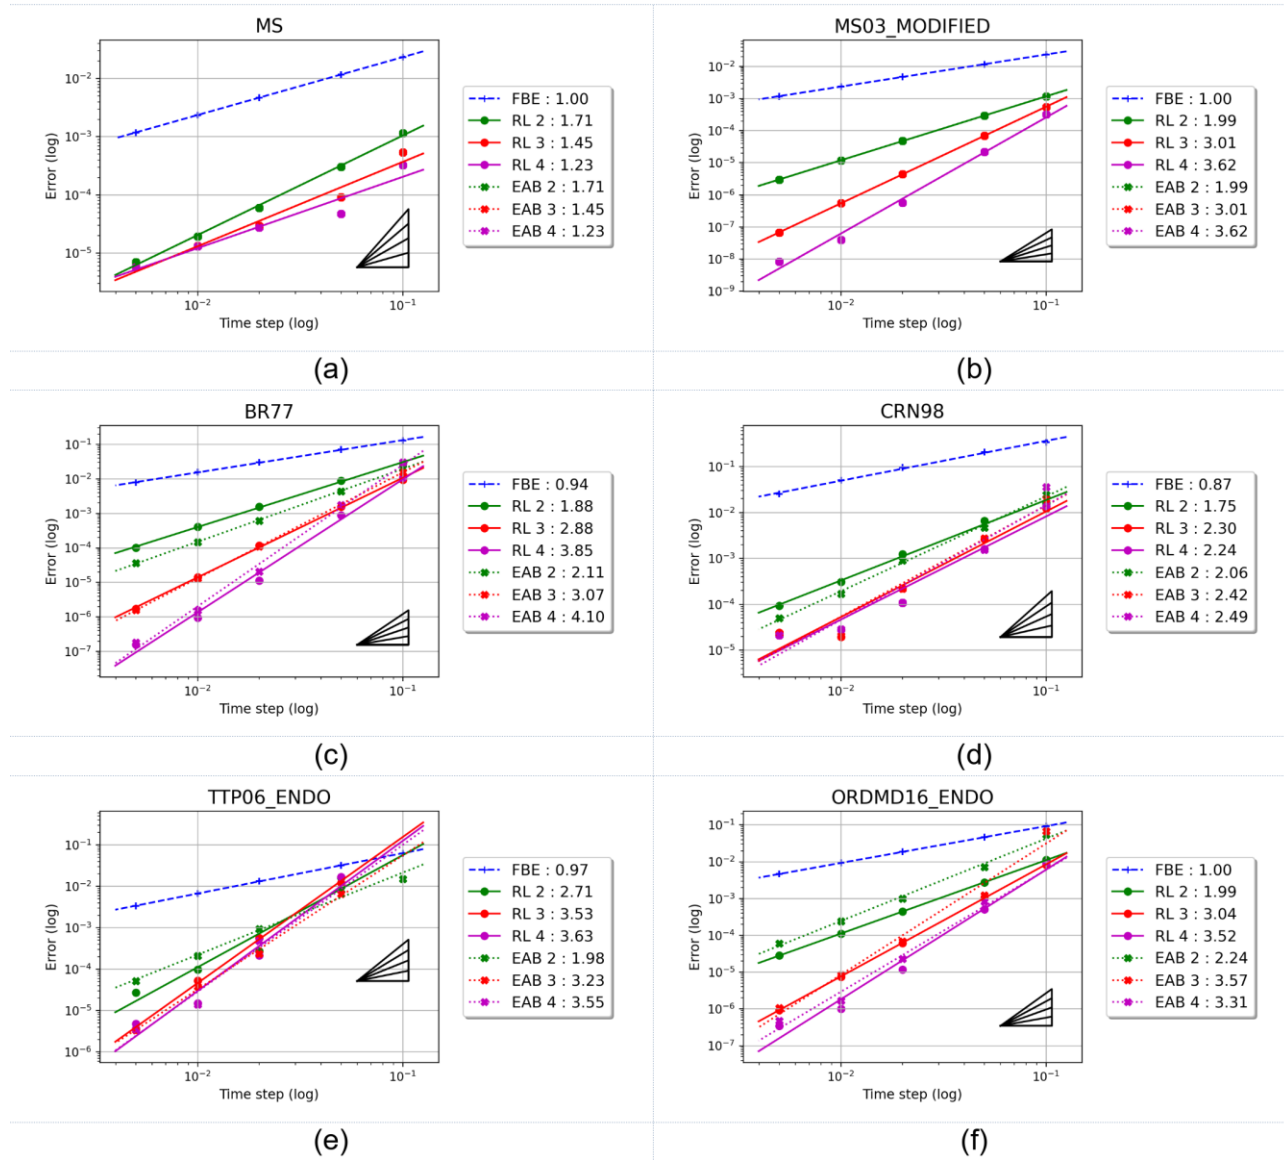 MS
Error (log)
10⁻²
10⁻³
10⁻⁴
10⁻⁵
10⁻²
10⁻¹
Time step (log)
FBE : 1.00
RL 2 : 1.71
RL 3 : 1.45
RL 4 : 1.23
EAB 2 : 1.71
EAB 3 : 1.45
EAB 4 : 1.23
(a)
MS03_MODIFIED
Error (log)
10⁻²
10⁻³
10⁻⁴
10⁻⁵
10⁻⁶
10⁻⁷
10⁻⁸
10⁻⁹
10⁻²
10⁻¹
Time step (log)
FBE : 1.00
RL 2 : 1.99
RL 3 : 3.01
RL 4 : 3.62
EAB 2 : 1.99
EAB 3 : 3.01
EAB 4 : 3.62
(b)
BR77
Error (log)
10⁻¹
10⁻²
10⁻³
10⁻⁴
10⁻⁵
10⁻⁶
10⁻⁷
10⁻²
10⁻¹
Time step (log)
FBE : 0.94
RL 2 : 1.88
RL 3 : 2.88
RL 4 : 3.85
EAB 2 : 2.11
EAB 3 : 3.07
EAB 4 : 4.10
(c)
CRN98
Error (log)
10⁻¹
10⁻²
10⁻³
10⁻⁴
10⁻⁵
10⁻²
10⁻¹
Time step (log)
FBE : 0.87
RL 2 : 1.75
RL 3 : 2.30
RL 4 : 2.24
EAB 2 : 2.06
EAB 3 : 2.42
EAB 4 : 2.49
(d)
TTP06_ENDO
Error (log)
10⁻¹
10⁻²
10⁻³
10⁻⁴
10⁻⁵
10⁻⁶
10⁻²
10⁻¹
Time step (log)
FBE : 0.97
RL 2 : 2.71
RL 3 : 3.53
RL 4 : 3.63
EAB 2 : 1.98
EAB 3 : 3.23
EAB 4 : 3.55
(e)
ORDMD16_ENDO
Error (log)
10⁻¹
10⁻²
10⁻³
10⁻⁴
10⁻⁵
10⁻⁶
10⁻⁷
10⁻²
10⁻¹
Time step (log)
FBE : 1.00
RL 2 : 1.99
RL 3 : 3.04
RL 4 : 3.52
EAB 2 : 2.24
EAB 3 : 3.57
EAB 4 : 3.31
(f)